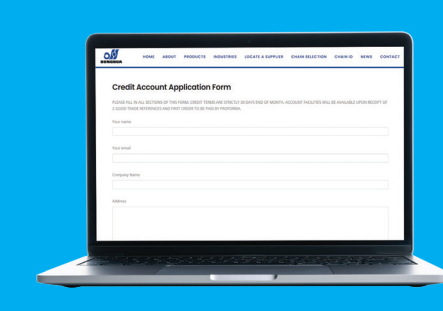 DONGHUA
HOME ABOUT PRODUCTS INDUSTRIES LOCATE A SUPPLIER CHAIN SELECTION CHAIN ID NEWS CONTACT
Credit Account Application Form
PLEASE FILL IN ALL SECTIONS OF THIS FORM. CREDIT TERMS ARE STRICTLY 30 DAYS END OF MONTH. ACCOUNT FACILITIES WILL BE AVAILABLE UPON RECEIPT OF
2 GOOD TRADE REFERENCES AND FIRST ORDER TO BE PAID BY PROFORMA.
Your name
Your email
Company Name
Address